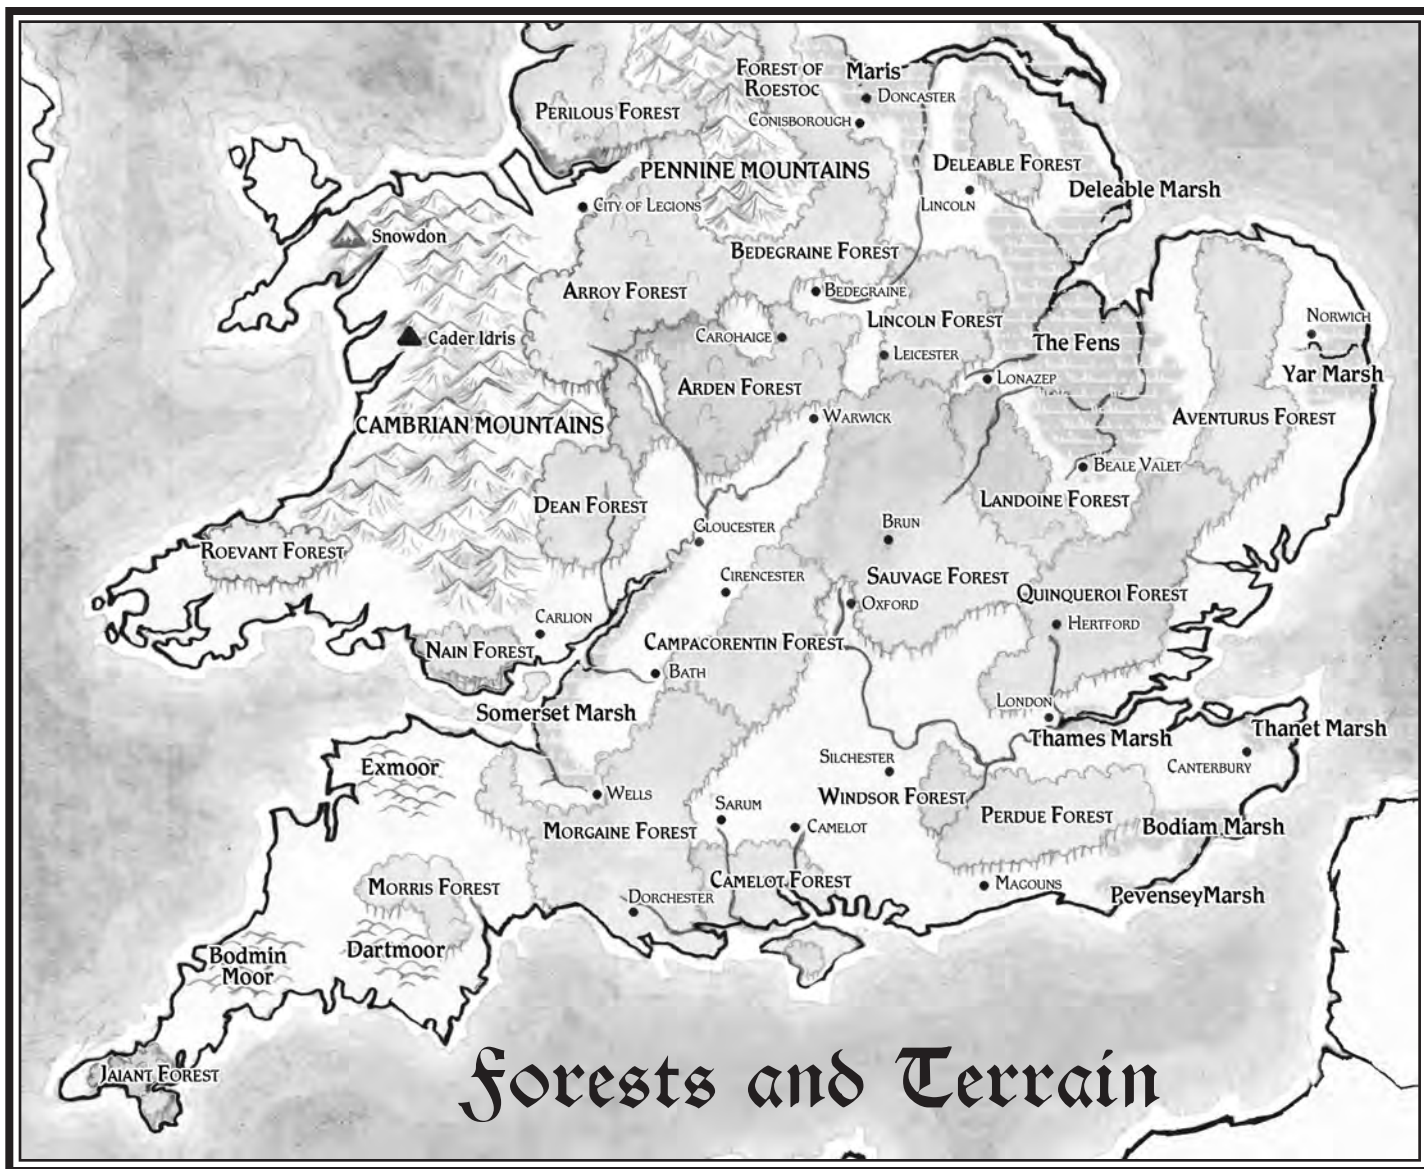 Forest of
Roestoc
Maris
Doncaster
Perilous Forest
Conisborough
Pennine Mountains
Deleable Forest
Deleable Marsh
City of Legions
Lincoln
Snowdon
Bedegraine Forest
Arroy Forest
Bedegraine
Lincoln Forest
Norwich
Cader Idris
Carohaige
The Fens
Leicester
Yar Marsh
Arden Forest
Lonazep
Cambrian Mountains
Warwick
Aventurus Forest
Beale Valet
Dean Forest
Landoine Forest
Gloucester
Brun
Roevant Forest
Cirencester
Sauvage Forest
Quinqueroi Forest
Oxford
Carlion
Hertford
Nain Forest
Campacorentin Forest
Bath
London
Somerset Marsh
Thames Marsh
Thanet Marsh
Exmoor
Silchester
Canterbury
Wells
Sarum
Windsor Forest
Perdue Forest
Morgaine Forest
Camelot
Bodiam Marsh
Morris Forest
Camelot Forest
Magouns
Dorchester
PevenseyMarsh
Bodmin
Moor
Dartmoor
Jaiant Forest
Forests and Terrain